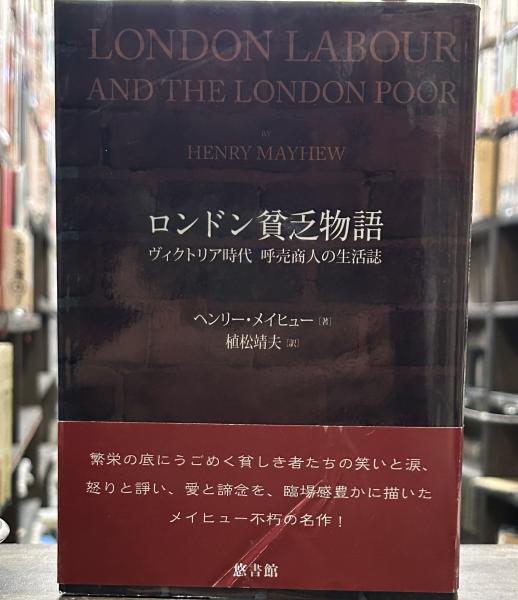 LONDON LABOUR
AND THE LONDON POOR
BY
HENRY MAYHEW
ロンドン貧乏物語
ヴィクトリア時代 呼売商人の生活誌
ヘンリー・メイヒュー[著]
植松靖夫[訳]
繁栄の底にうごめく貧しき者たちの笑いと涙、
怒りと諍い、愛と諦念を、臨場感豊かに描いた
メイヒュー不朽の名作！
悠書館